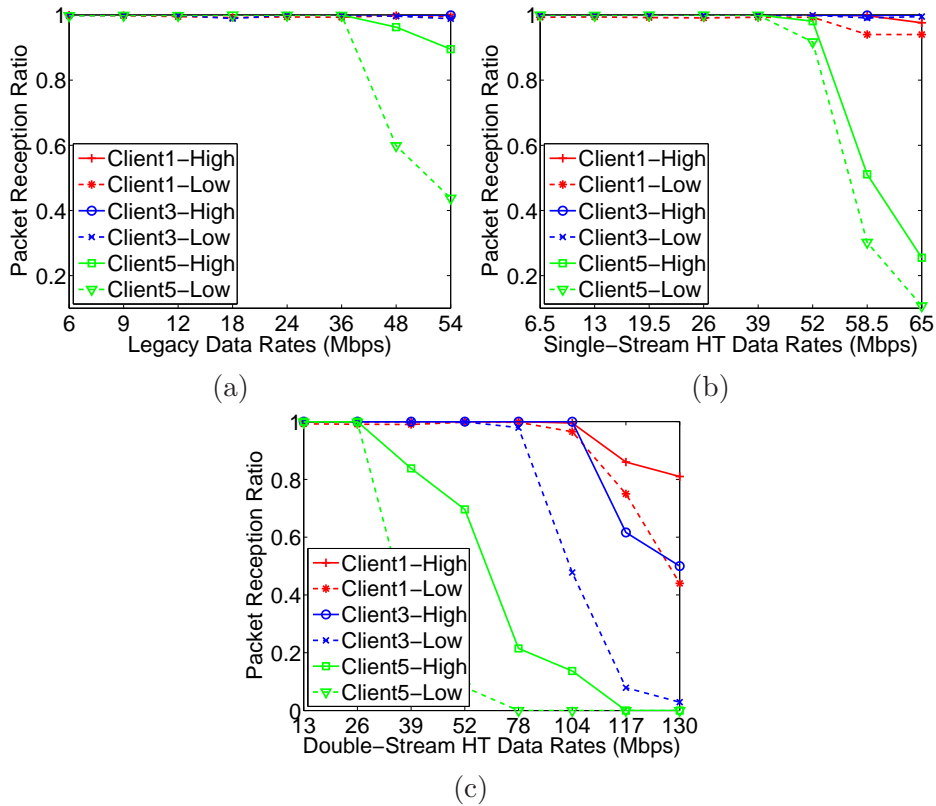 1
0.8
0.6
0.4
0.2
Packet Reception Ratio
Client1−High
Client1−Low
Client3−High
Client3−Low
Client5−High
Client5−Low
6 9 12 18 24 36 48 54
Legacy Data Rates (Mbps)
(a)
1
0.8
0.6
0.4
0.2
Packet Reception Ratio
Client1−High
Client1−Low
Client3−High
Client3−Low
Client5−High
Client5−Low
6.5 13 19.5 26 39 52 58.5 65
Single−Stream HT Data Rates (Mbps)
(b)
1
0.8
0.6
0.4
0.2
0
Packet Reception Ratio
Client1−High
Client1−Low
Client3−High
Client3−Low
Client5−High
Client5−Low
13 26 39 52 78 104 117 130
Double−Stream HT Data Rates (Mbps)
(c)